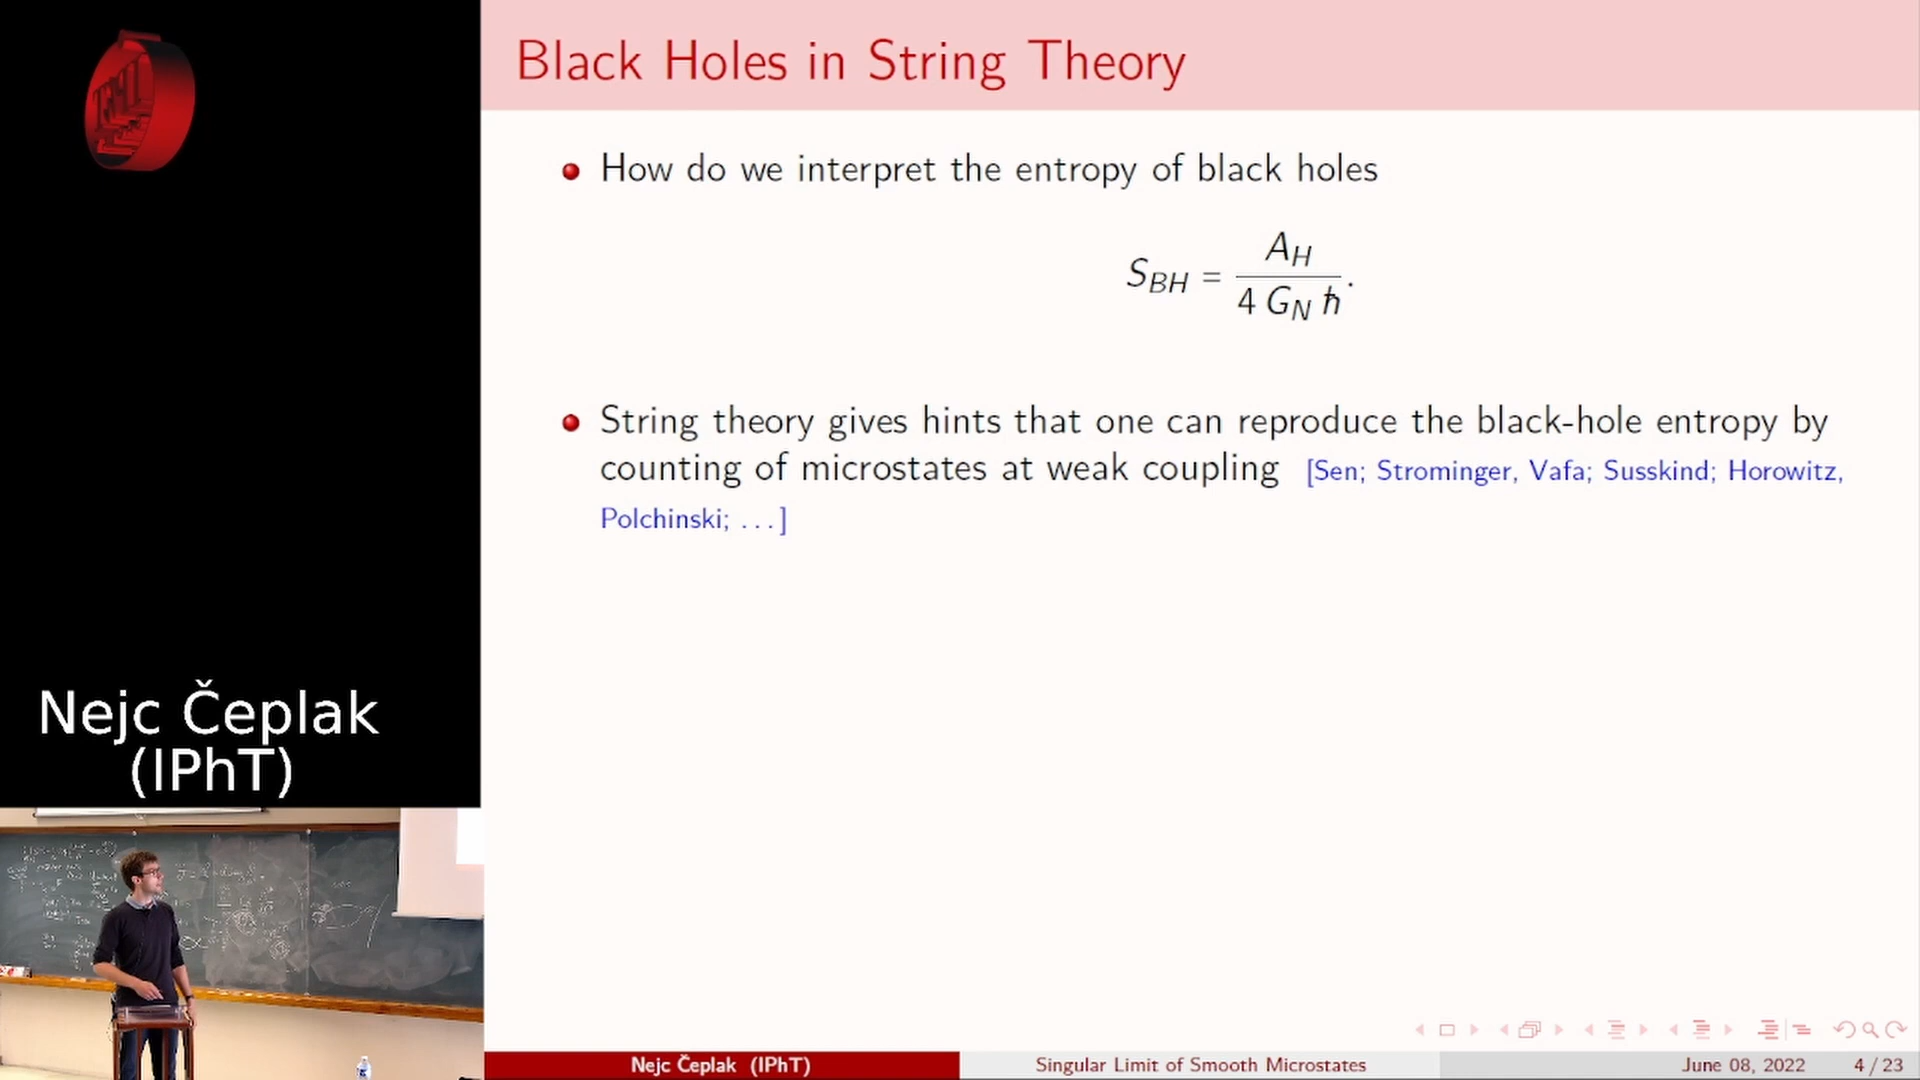 Black Holes in String Theory
How do we interpret the entropy of black holes
S_BH = A_H / 4 G_N ħ.
String theory gives hints that one can reproduce the black-hole entropy by
counting of microstates at weak coupling [Sen; Strominger, Vafa; Susskind; Horowitz,
Polchinski; ...]
Nejc Čeplak
(IPhT)
Nejc Čeplak (IPhT) Singular Limit of Smooth Microstates June 08, 2022 4 / 23